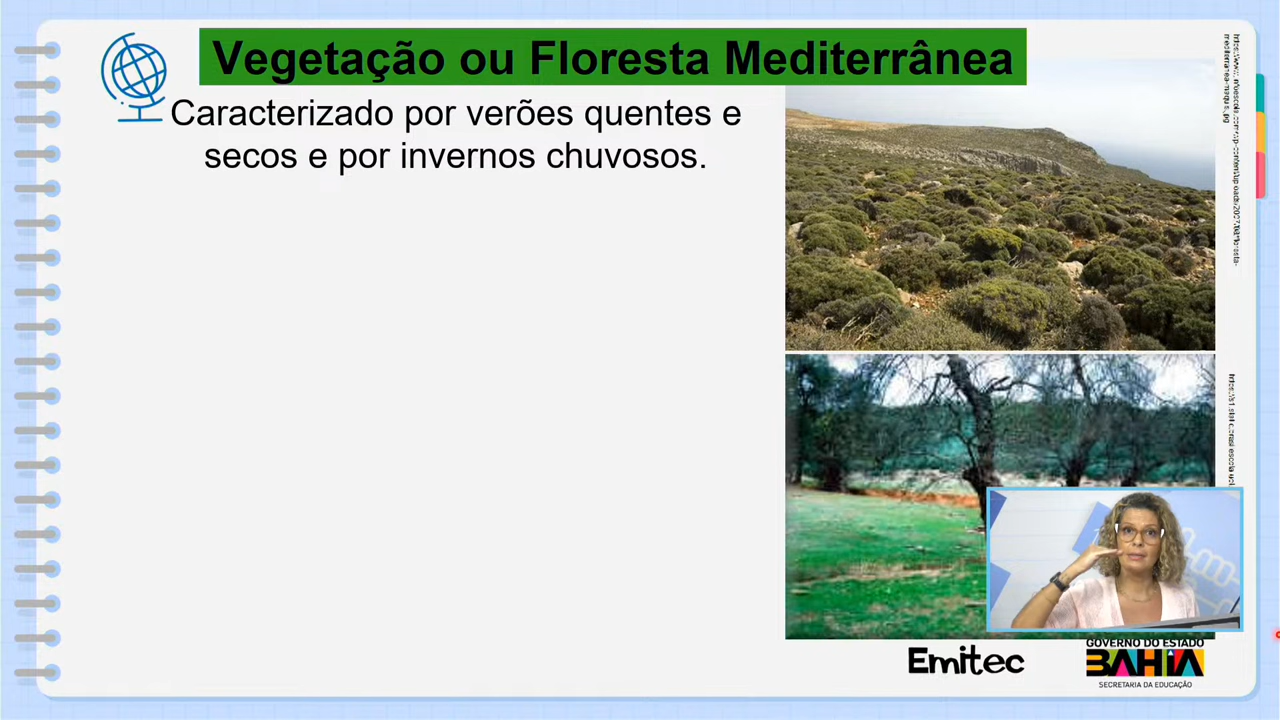 Vegetação ou Floresta Mediterrânea
Caracterizado por verões quentes e
secos e por invernos chuvosos.
Emitec
GOVERNO DO ESTADO
BAHIA
SECRETARIA DA EDUCAÇÃO